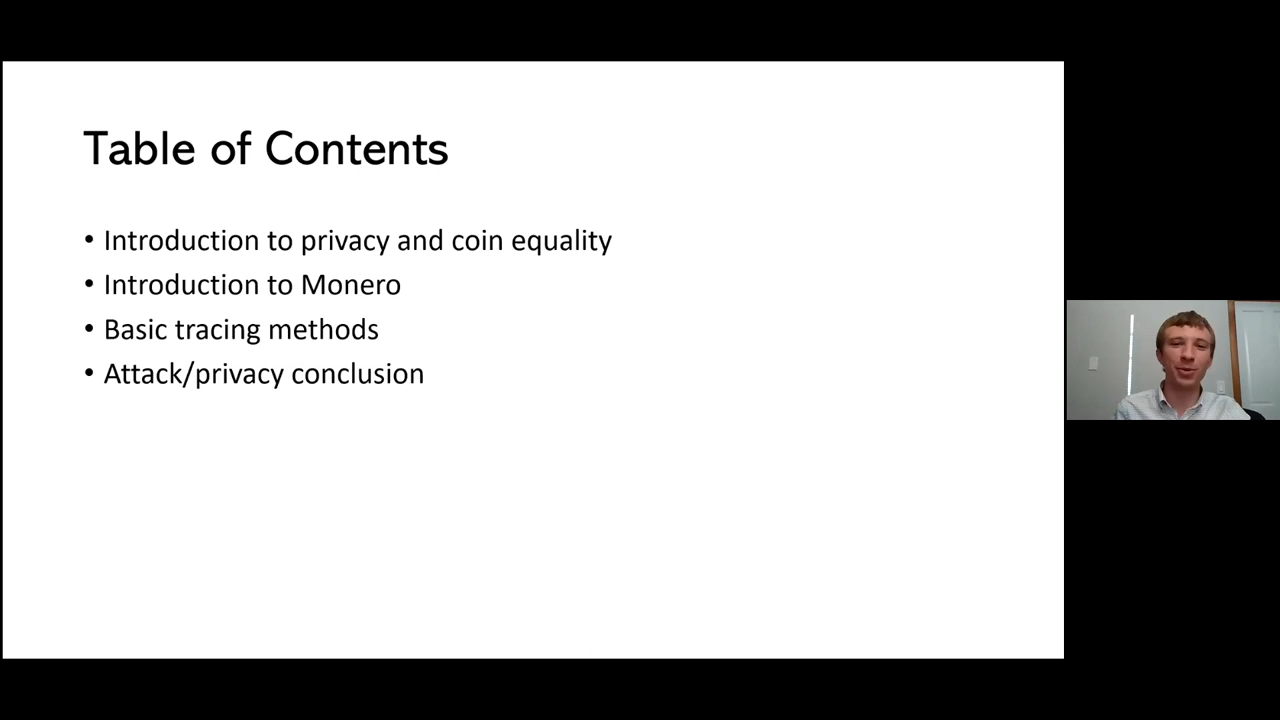 Table of Contents
• Introduction to privacy and coin equality
• Introduction to Monero
• Basic tracing methods
• Attack/privacy conclusion